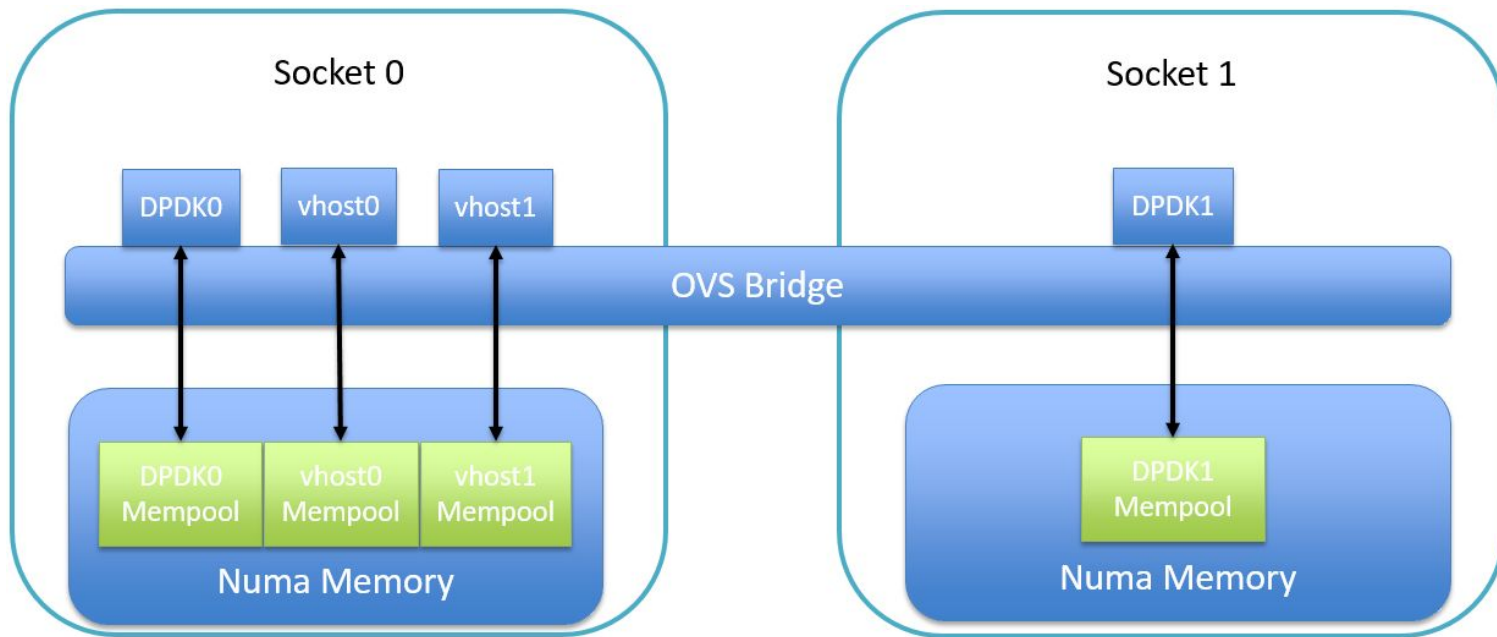 Socket 0
Socket 1
DPDK0
vhost0
vhost1
DPDK1
OVS Bridge
DPDK0
Mempool
vhost0
Mempool
vhost1
Mempool
DPDK1
Mempool
Numa Memory
Numa Memory